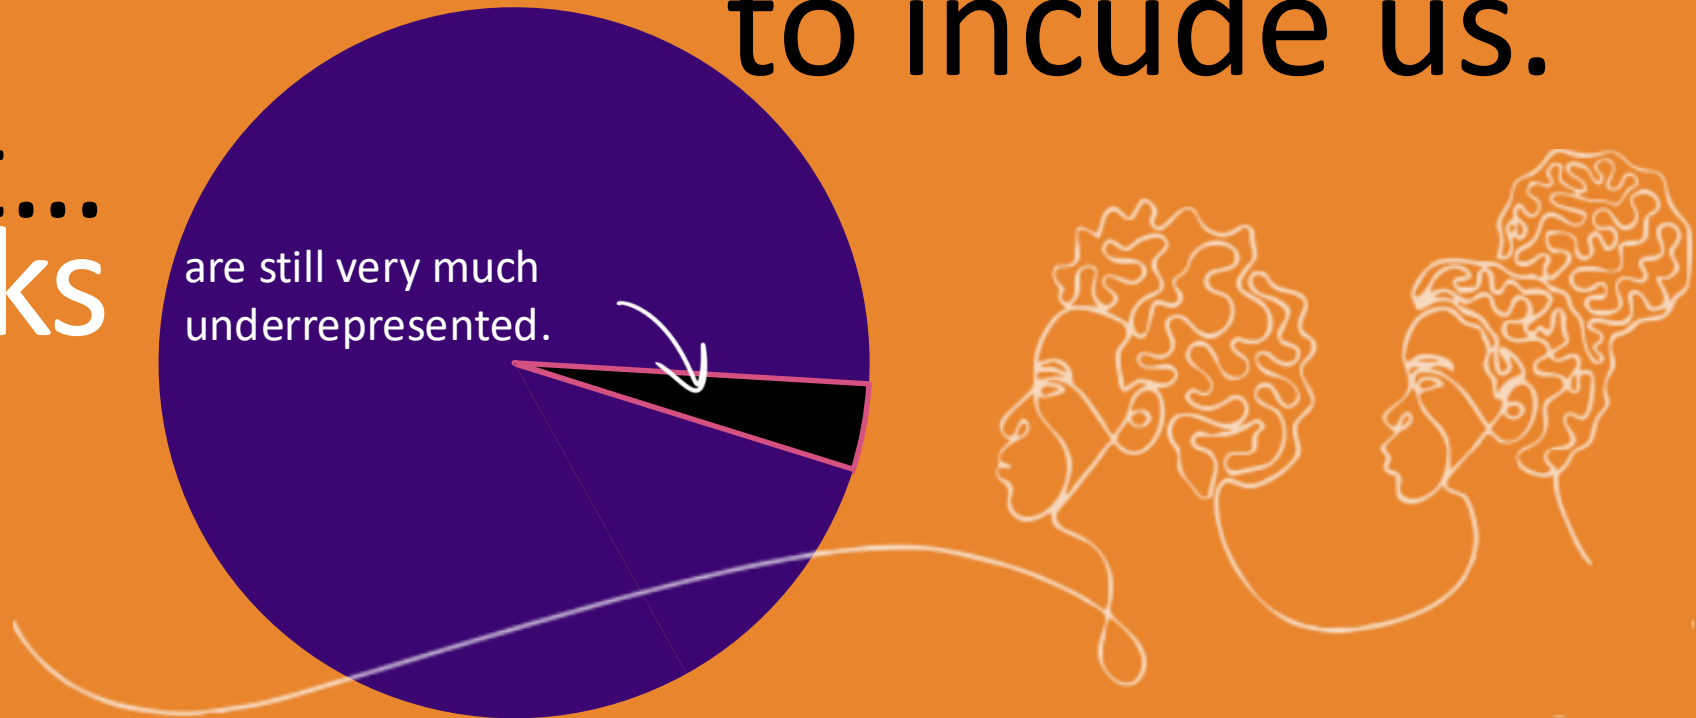 to incude us.
...
ks
are still very much
underrepresented.